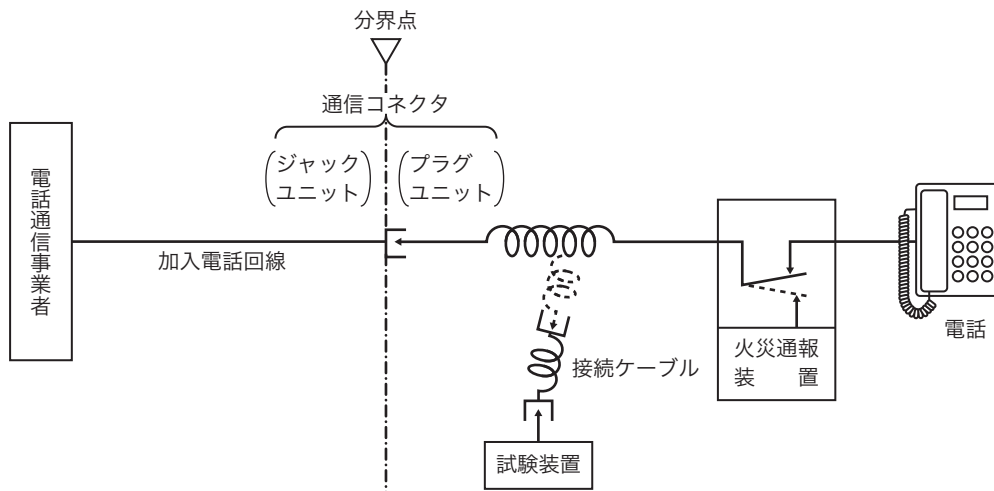 分界点
通信コネクタ
ジャック
ユニット
プラグ
ユニット
電話通信事業者
加入電話回線
電話
火災通報
装置
接続ケーブル
試験装置